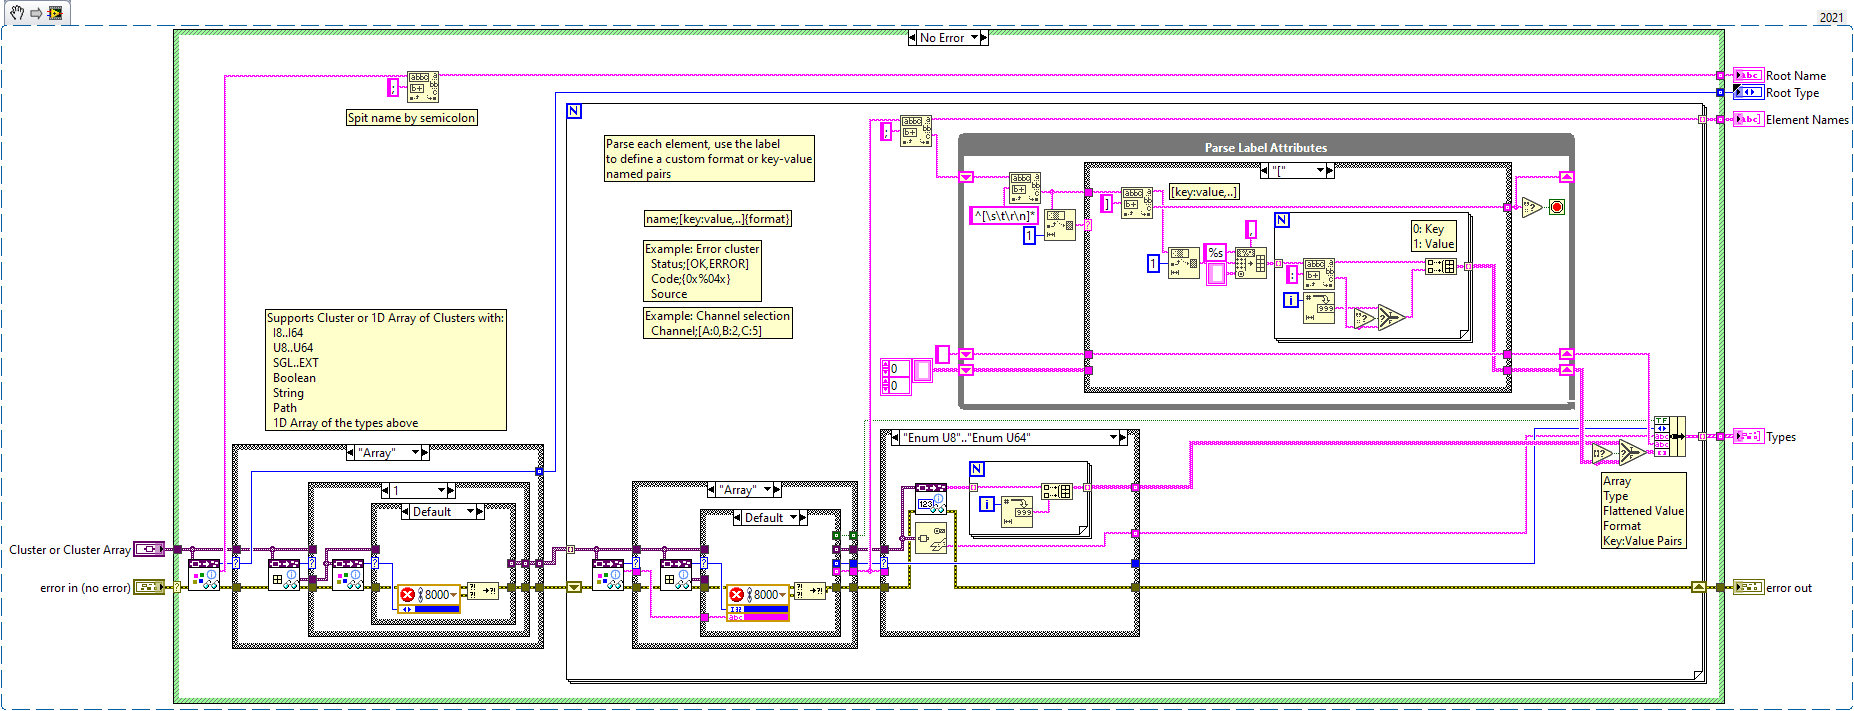 2021
No Error
Root Name
Root Type
Element Names
Spit name by semicolon
;
N
Parse each element, use the label
to define a custom format or key-value
named pairs
name;[key:value,..]{format}
Example: Error cluster
Status;[OK,ERROR]
Code;{0x%04x}
Source
Example: Channel selection
Channel;[A:0,B:2,C:5]
;
Parse Label Attributes
"["
^[\s\t\r\n]*
1
]
[key:value,..]
1
%s
,
N
0: Key
1: Value
:
i
0
0
Supports Cluster or 1D Array of Clusters with:
I8..I64
U8..U64
SGL..EXT
Boolean
String
Path
1D Array of the types above
"Array"
1
Default
8000
Cluster or Cluster Array
error in (no error)
"Array"
Default
8000
"Enum U8".."Enum U64"
N
i
Types
Array
Type
Flattened Value
Format
Key:Value Pairs
error out